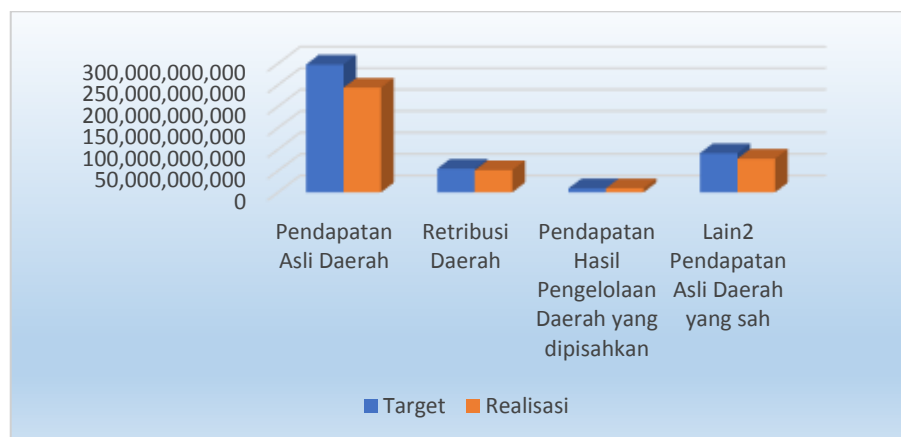 300,000,000,000
250,000,000,000
200,000,000,000
150,000,000,000
100,000,000,000
50,000,000,000
0
Pendapatan
Asli Daerah
Retribusi
Daerah
Pendapatan
Hasil
Pengelolaan
Daerah yang
dipisahkan
Lain2
Pendapatan
Asli Daerah
yang sah
Target
Realisasi